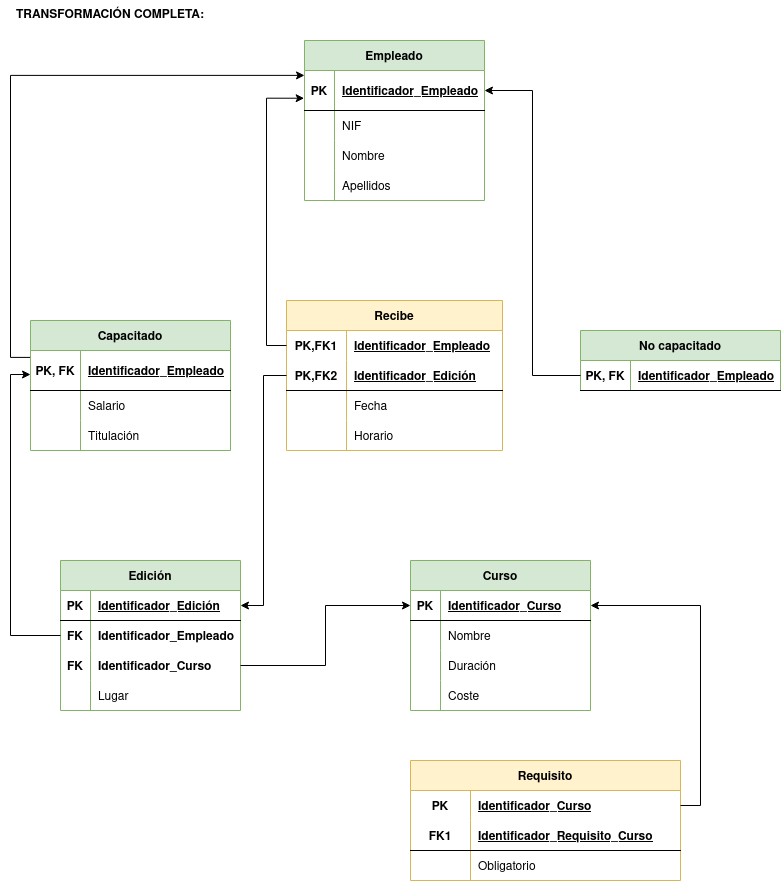 TRANSFORMACIÓN COMPLETA:
Empleado
PK Identificador_Empleado
NIF
Nombre
Apellidos
Capacitado
PK, FK Identificador_Empleado
Salario
Titulación
Recibe
PK,FK1 Identificador_Empleado
PK,FK2 Identificador_Edición
Fecha
Horario
No capacitado
PK, FK Identificador_Empleado
Edición
PK Identificador_Edición
FK Identificador_Empleado
FK Identificador_Curso
Lugar
Curso
PK Identificador_Curso
Nombre
Duración
Coste
Requisito
PK Identificador_Curso
FK1 Identificador_Requisito_Curso
Obligatorio